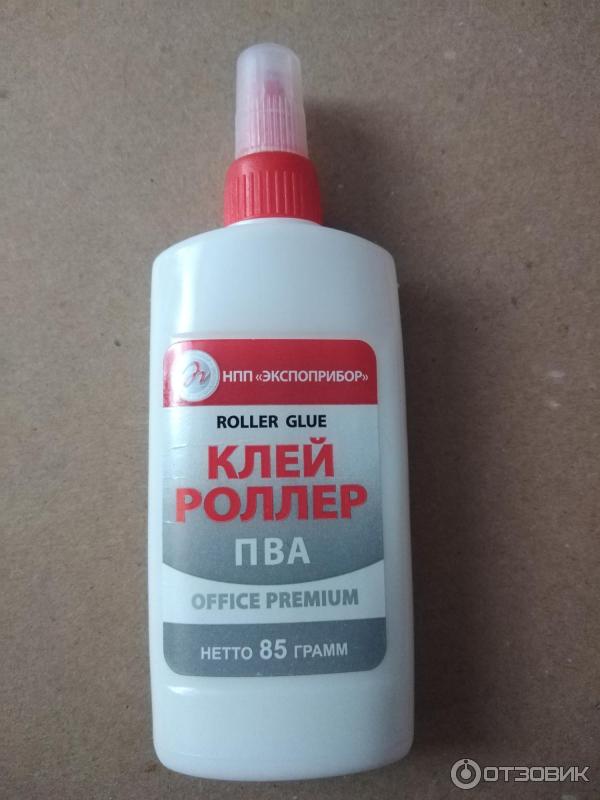 НПП «ЭКСПОПРИБОР»
ROLLER GLUE
КЛЕЙ
РОЛЛЕР
ПВА
OFFICE PREMIUM
НЕТТО 85 ГРАММ
ОТЗОВИК